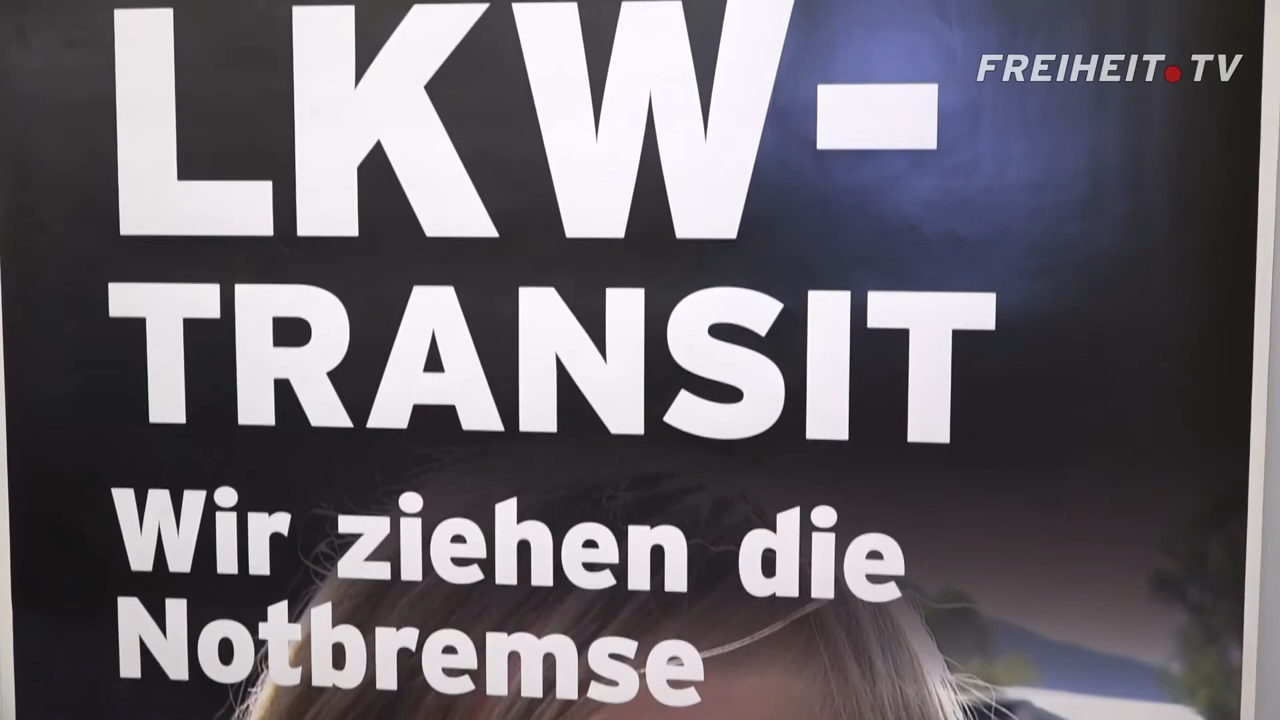 FREIHEIT.TV
LKW-
TRANSIT
Wir ziehen die
Notbremse